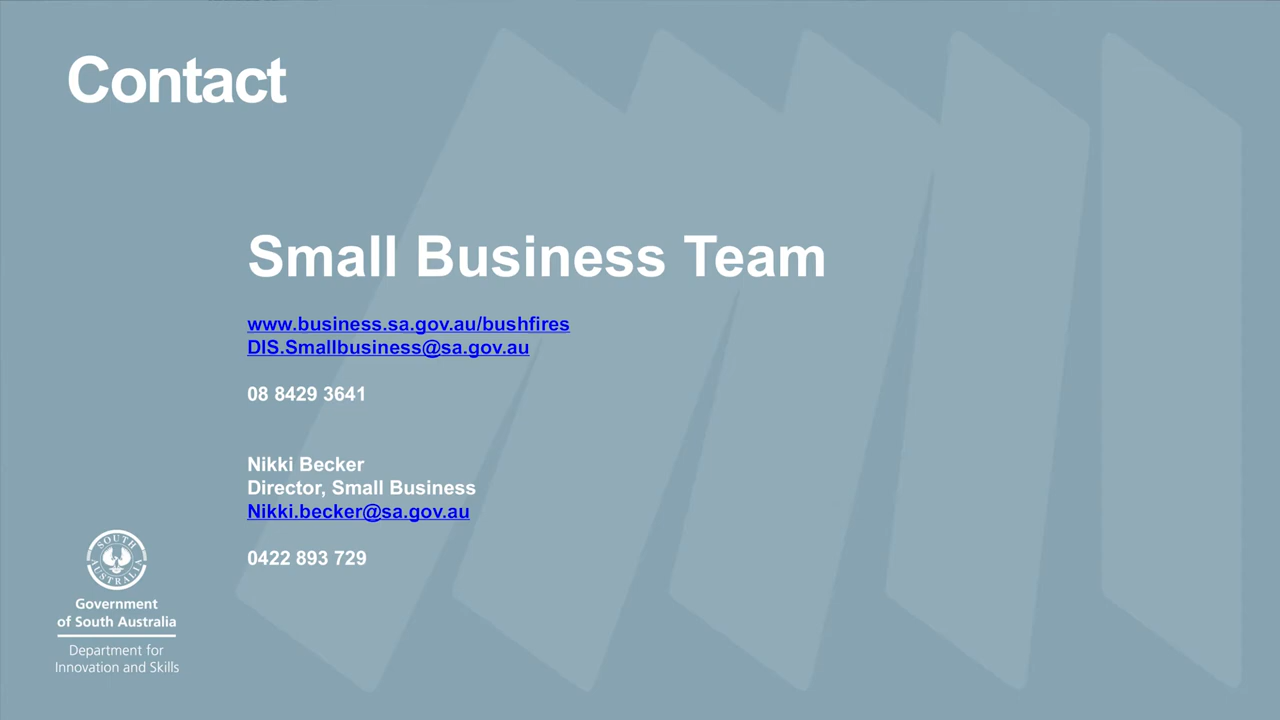 Contact
Small Business Team
www.business.sa.gov.au/bushfires
DIS.Smallbusiness@sa.gov.au
08 8429 3641
Nikki Becker
Director, Small Business
Nikki.becker@sa.gov.au
0422 893 729
SOUTH AUSTRALIA
Government
of South Australia
Department for
Innovation and Skills